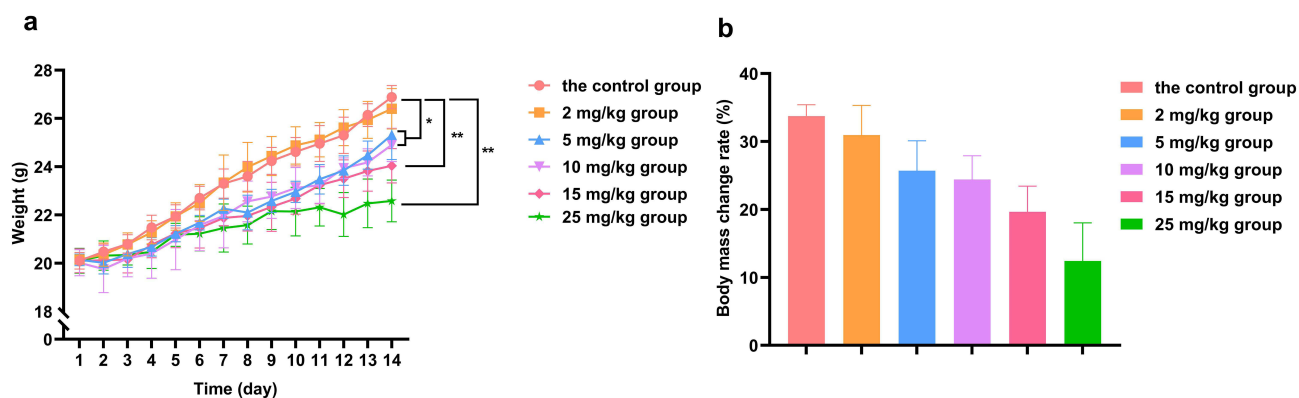 a
28
26
24
22
20
18
0
Weight (g)
1 2 3 4 5 6 7 8 9 10 11 12 13 14
Time (day)
*
**
**
the control group
2 mg/kg group
5 mg/kg group
10 mg/kg group
15 mg/kg group
25 mg/kg group
b
40
30
20
10
0
Body mass change rate (%)
the control group
2 mg/kg group
5 mg/kg group
10 mg/kg group
15 mg/kg group
25 mg/kg group